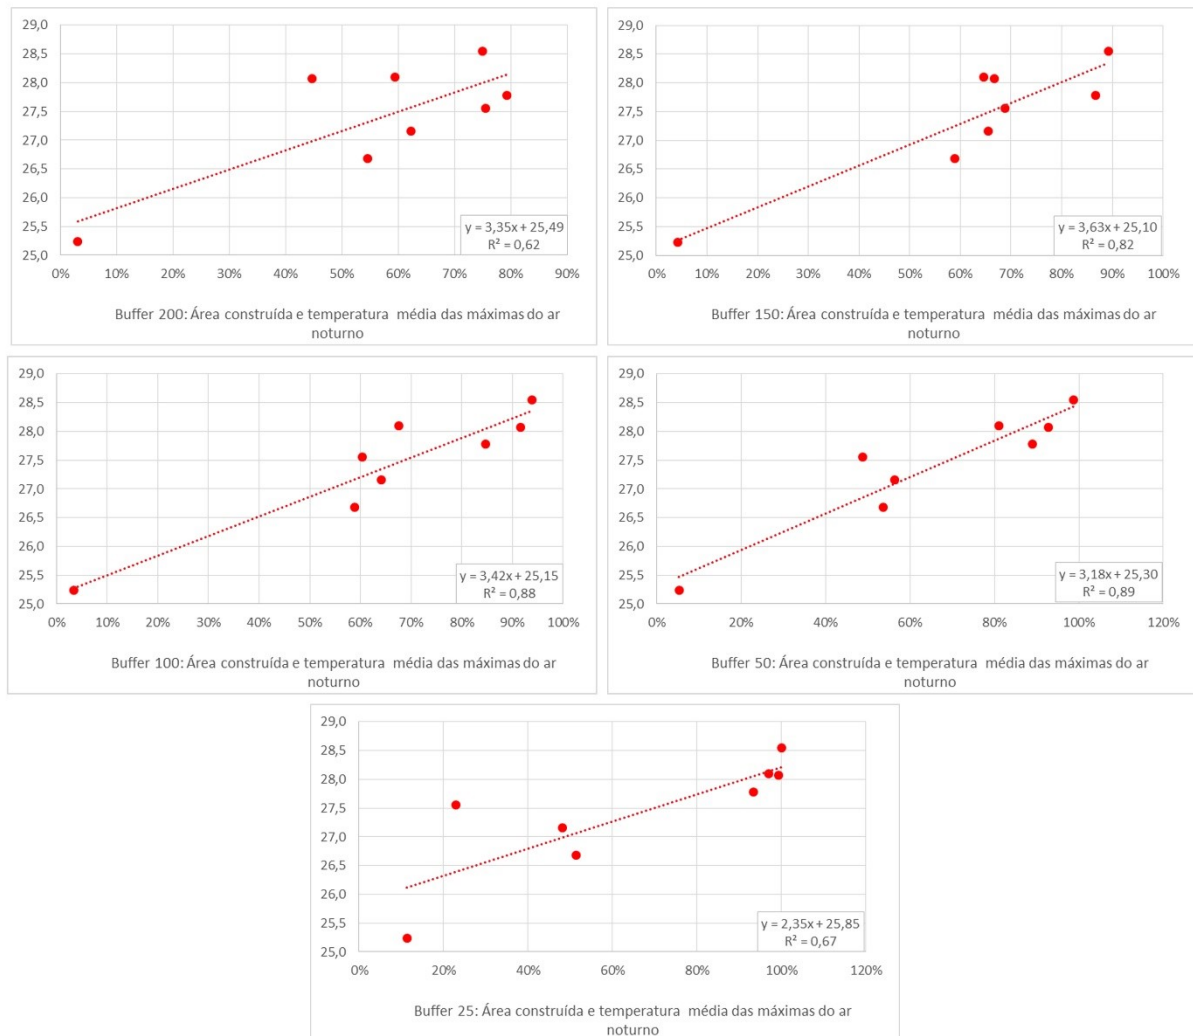 29,0
28,5
28,0
27,5
27,0
26,5
26,0
25,5
25,0
0% 10% 20% 30% 40% 50% 60% 70% 80% 90%
y = 3,35x + 25,49
R² = 0,62
Buffer 200: Área construída e temperatura média das máximas do ar
noturno
29,0
28,5
28,0
27,5
27,0
26,5
26,0
25,5
25,0
0% 10% 20% 30% 40% 50% 60% 70% 80% 90% 100%
y = 3,63x + 25,10
R² = 0,82
Buffer 150: Área construída e temperatura média das máximas do ar
noturno
29,0
28,5
28,0
27,5
27,0
26,5
26,0
25,5
25,0
0% 10% 20% 30% 40% 50% 60% 70% 80% 90% 100%
y = 3,42x + 25,15
R² = 0,88
Buffer 100: Área construída e temperatura média das máximas do ar
noturno
29,0
28,5
28,0
27,5
27,0
26,5
26,0
25,5
25,0
0% 20% 40% 60% 80% 100% 120%
y = 3,18x + 25,30
R² = 0,89
Buffer 50: Área construída e temperatura média das máximas do ar
noturno
29,0
28,5
28,0
27,5
27,0
26,5
26,0
25,5
25,0
0% 20% 40% 60% 80% 100% 120%
y = 2,35x + 25,85
R² = 0,67
Buffer 25: Área construída e temperatura média das máximas do ar
noturno